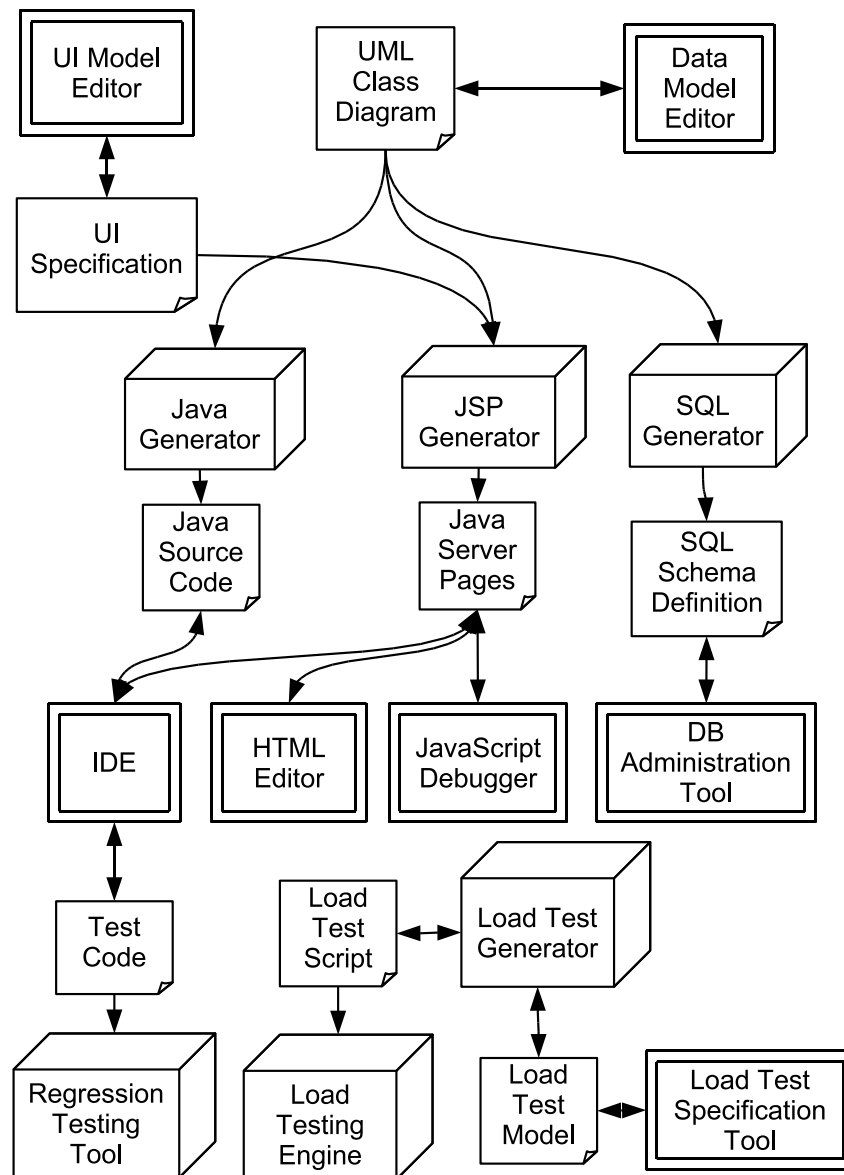 UI Model
Editor
UML
Class
Diagram
Data
Model
Editor
UI
Specification
Java
Generator
JSP
Generator
SQL
Generator
Java
Source
Code
Java
Server
Pages
SQL
Schema
Definition
IDE
HTML
Editor
JavaScript
Debugger
DB
Administration
Tool
Test
Code
Load
Test
Script
Load Test
Generator
Regression
Testing
Tool
Load
Testing
Engine
Load
Test
Model
Load Test
Specification
Tool